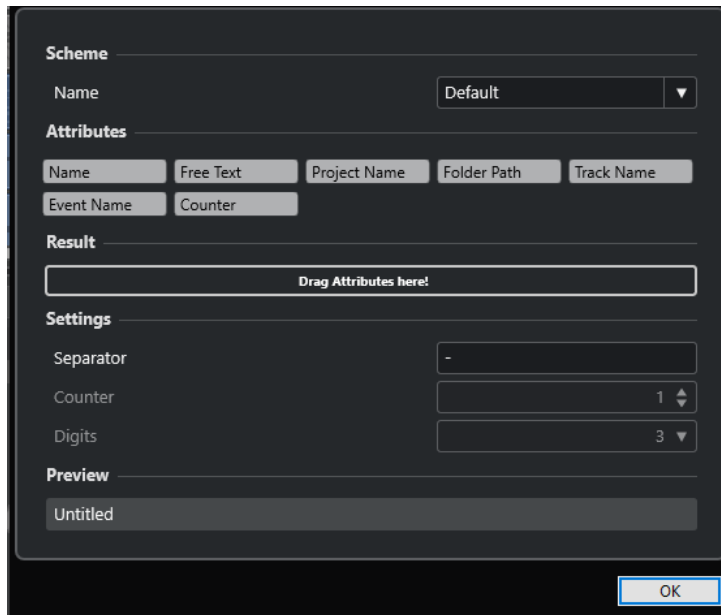 Scheme
Name Default
Attributes
Name Free Text Project Name Folder Path Track Name
Event Name Counter
Result
Drag Attributes here!
Settings
Separator -
Counter 1
Digits 3
Preview
Untitled
OK